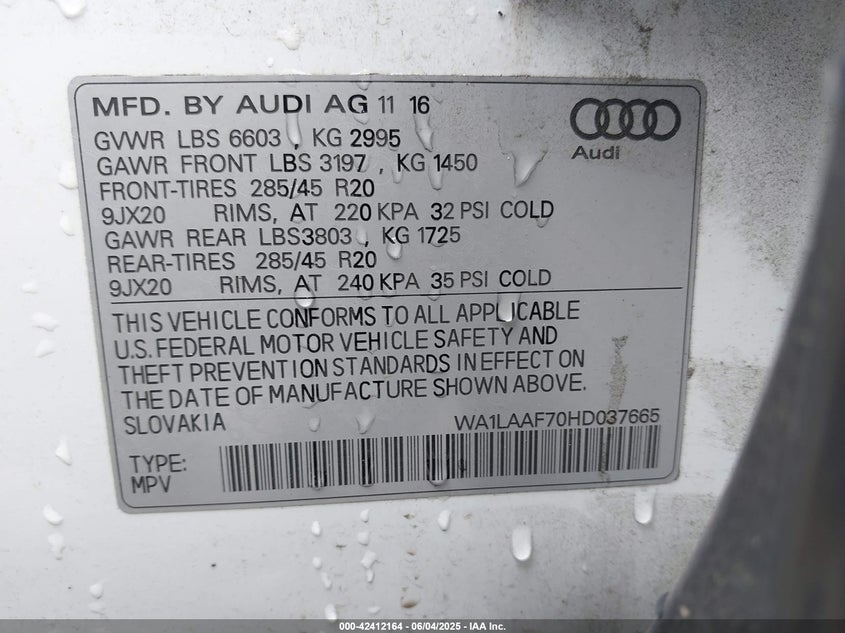 MFD. BY AUDI AG 11 16
Audi
GVWR LBS 6603 , KG 2995
GAWR FRONT LBS 3197 , KG 1450
FRONT-TIRES 285/45 R20
9JX20 RIMS, AT 220 KPA 32 PSI COLD
GAWR REAR LBS3803 , KG 1725
REAR-TIRES 285/45 R20
9JX20 RIMS, AT 240 KPA 35 PSI COLD
THIS VEHICLE CONFORMS TO ALL APPLICABLE
U.S. FEDERAL MOTOR VEHICLE SAFETY AND
THEFT PREVENTION STANDARDS IN EFFECT ON
THE DATE OF MANUFACTURE SHOWN ABOVE.
SLOVAKIA WA1LAAF70HD037665
TYPE:
MPV
000-42412164 - 06/04/2025 - IAA Inc.